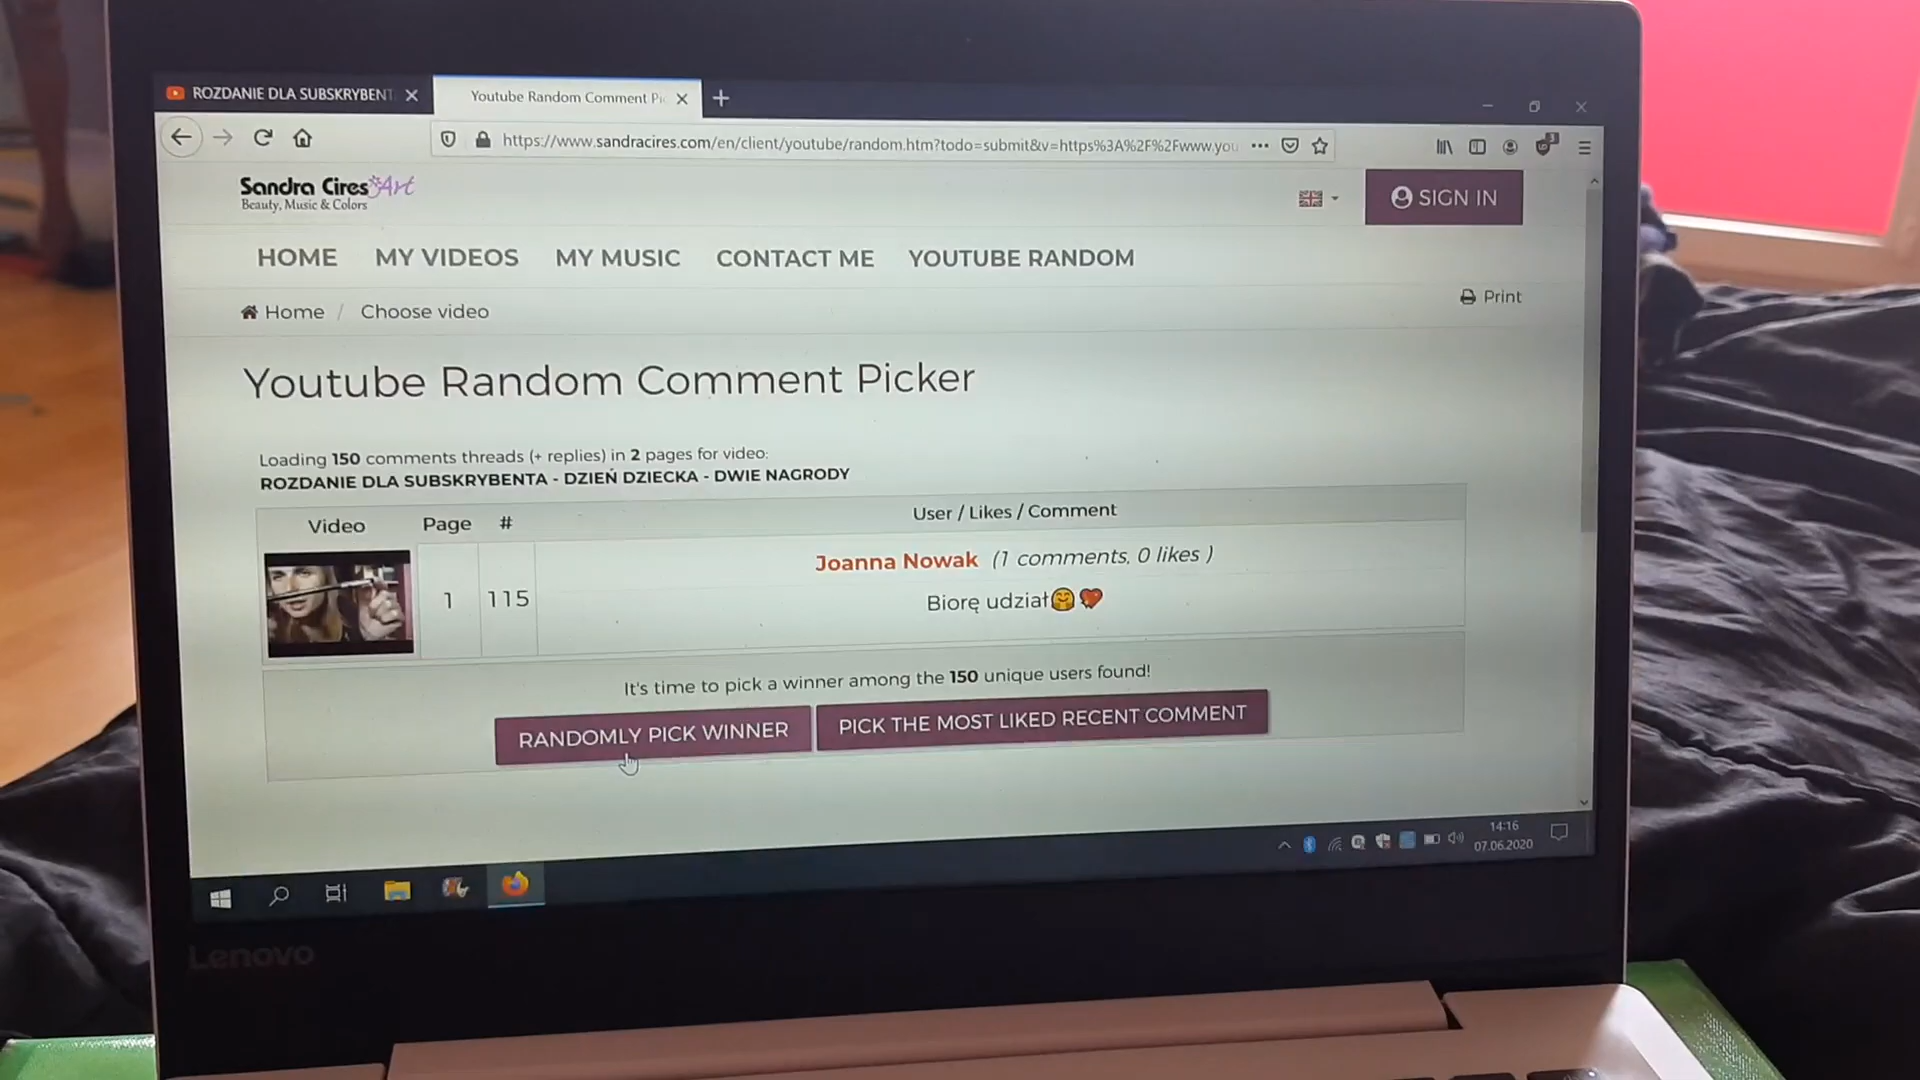 ROZDANIE DLA SUBSKRYBENT
Youtube Random Comment Pi
https://www.sandracires.com/en/client/youtube/random.htm?todo=submit&v=https%3A%2F%2Fwww.you
Sandra Cires Art
Beauty, Music & Colors
SIGN IN
HOME MY VIDEOS MY MUSIC CONTACT ME YOUTUBE RANDOM
Home / Choose video
Print
Youtube Random Comment Picker
Loading 150 comments threads (+ replies) in 2 pages for video:
ROZDANIE DLA SUBSKRYBENTA - DZIEŃ DZIECKA - DWIE NAGRODY
Video Page # User / Likes / Comment
Joanna Nowak (1 comments, 0 likes )
1 115
Biorę udział🤗💖
It's time to pick a winner among the 150 unique users found!
RANDOMLY PICK WINNER PICK THE MOST LIKED RECENT COMMENT
14:16
07.06.2020
Lenovo